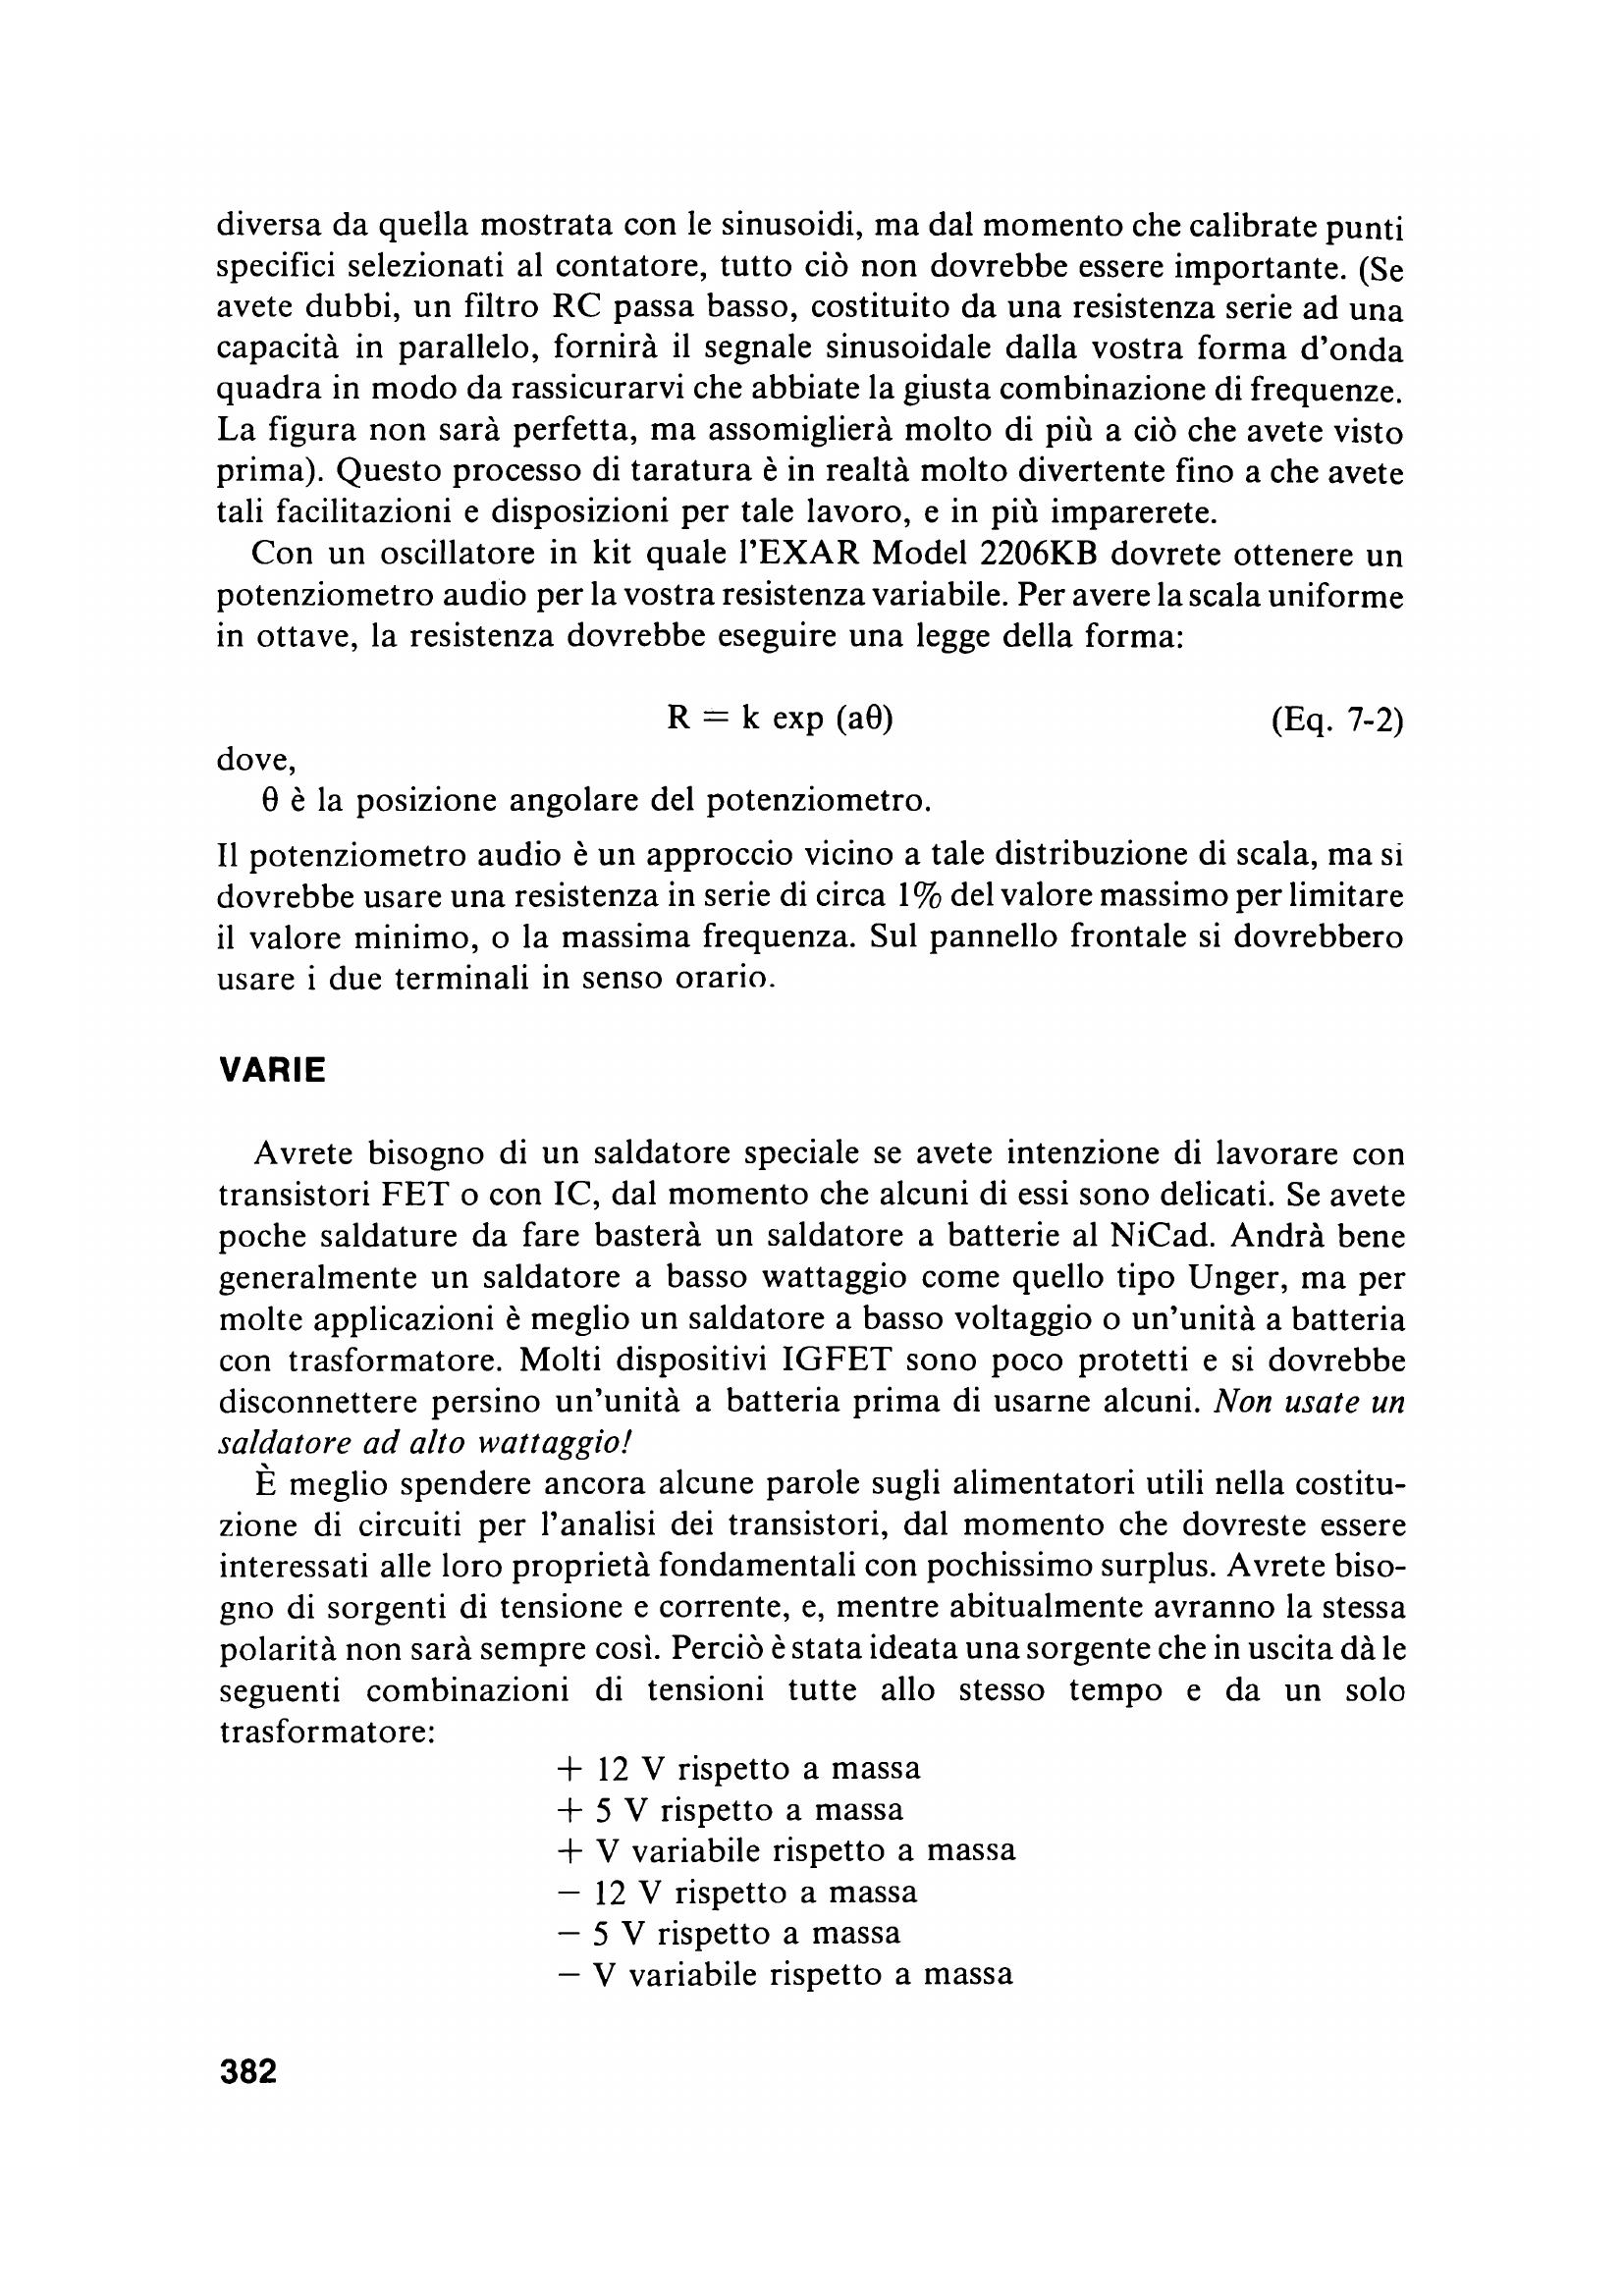 diversa da quella mostrata con le sinusoidi, ma dal momento che calibrate punti
specifici selezionati al contatore, tutto ciò non dovrebbe essere importante. (Se
avete dubbi, un filtro RC passa basso, costituito da una resistenza serie ad una
capacità in parallelo, fornirà il segnale sinusoidale dalla vostra forma d'onda
quadra in modo da rassicurarvi che abbiate la giusta combinazione di frequenze.
La figura non sarà perfetta, ma assomiglierà molto di più a ciò che avete visto
prima). Questo processo di taratura è in realtà molto divertente fino a che avete
tali facilitazioni e disposizioni per tale lavoro, e in più imparerete.
Con un oscillatore in kit quale l'EXAR Model 2206KB dovrete ottenere un
potenziometro audio per la vostra resistenza variabile. Per avere la scala uniforme
in ottave, la resistenza dovrebbe eseguire una legge della forma:
R = k exp (aθ) (Eq. 7-2)
dove,
θ è la posizione angolare del potenziometro.
Il potenziometro audio è un approccio vicino a tale distribuzione di scala, ma si
dovrebbe usare una resistenza in serie di circa 1% del valore massimo per limitare
il valore minimo, o la massima frequenza. Sul pannello frontale si dovrebbero
usare i due terminali in senso orario.
VARIE
Avrete bisogno di un saldatore speciale se avete intenzione di lavorare con
transistori FET o con IC, dal momento che alcuni di essi sono delicati. Se avete
poche saldature da fare basterà un saldatore a batterie al NiCad. Andrà bene
generalmente un saldatore a basso wattaggio come quello tipo Unger, ma per
molte applicazioni è meglio un saldatore a basso voltaggio o un'unità a batteria
con trasformatore. Molti dispositivi IGFET sono poco protetti e si dovrebbe
disconnettere persino un'unità a batteria prima di usarne alcuni. Non usate un
saldatore ad alto wattaggio!
È meglio spendere ancora alcune parole sugli alimentatori utili nella costitu-
zione di circuiti per l'analisi dei transistori, dal momento che dovreste essere
interessati alle loro proprietà fondamentali con pochissimo surplus. Avrete biso-
gno di sorgenti di tensione e corrente, e, mentre abitualmente avranno la stessa
polarità non sarà sempre così. Perciò è stata ideata una sorgente che in uscita dà le
seguenti combinazioni di tensioni tutte allo stesso tempo e da un solo
trasformatore:
+ 12 V rispetto a massa
+ 5 V rispetto a massa
+ V variabile rispetto a massa
− 12 V rispetto a massa
− 5 V rispetto a massa
− V variabile rispetto a massa
382